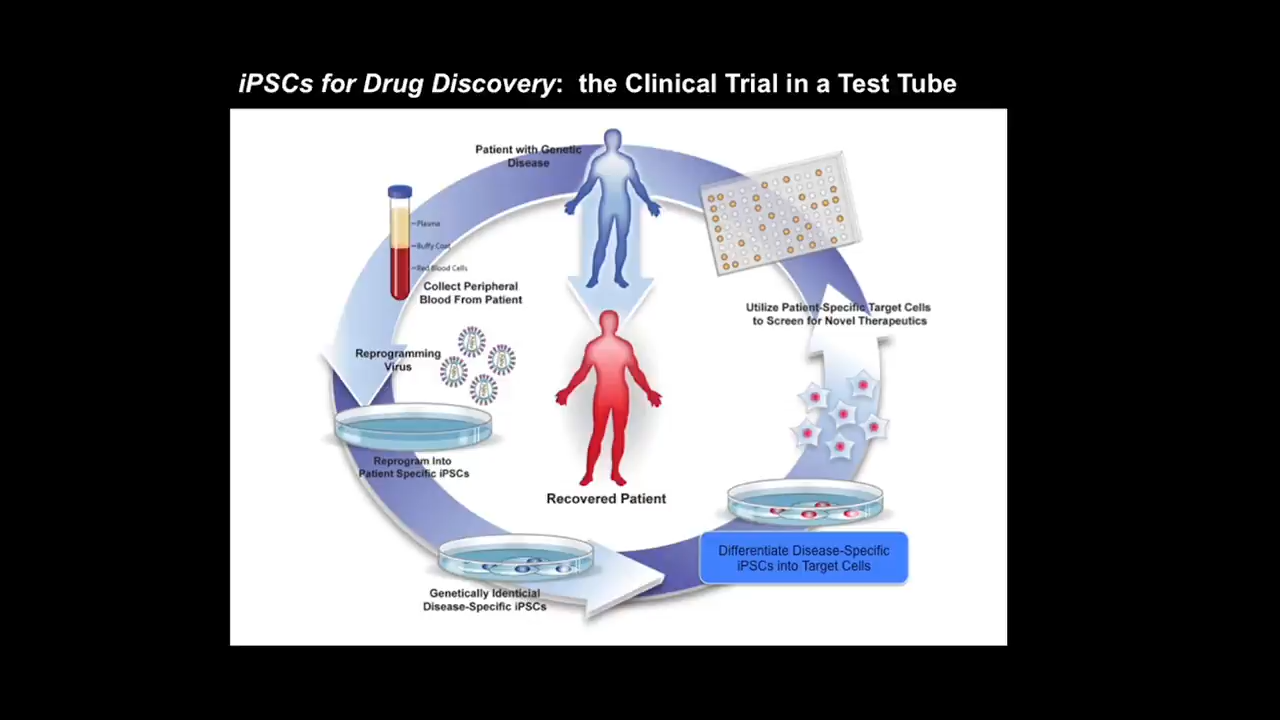 iPSCs for Drug Discovery: the Clinical Trial in a Test Tube
Patient with Genetic
Disease
Plasma
Buffy Coat
Red Blood Cells
Collect Peripheral
Blood From Patient
Reprogramming
Virus
Reprogram Into
Patient Specific iPSCs
Genetically Identicial
Disease-Specific iPSCs
Differentiate Disease-Specific
iPSCs into Target Cells
Utilize Patient-Specific Target Cells
to Screen for Novel Therapeutics
Recovered Patient